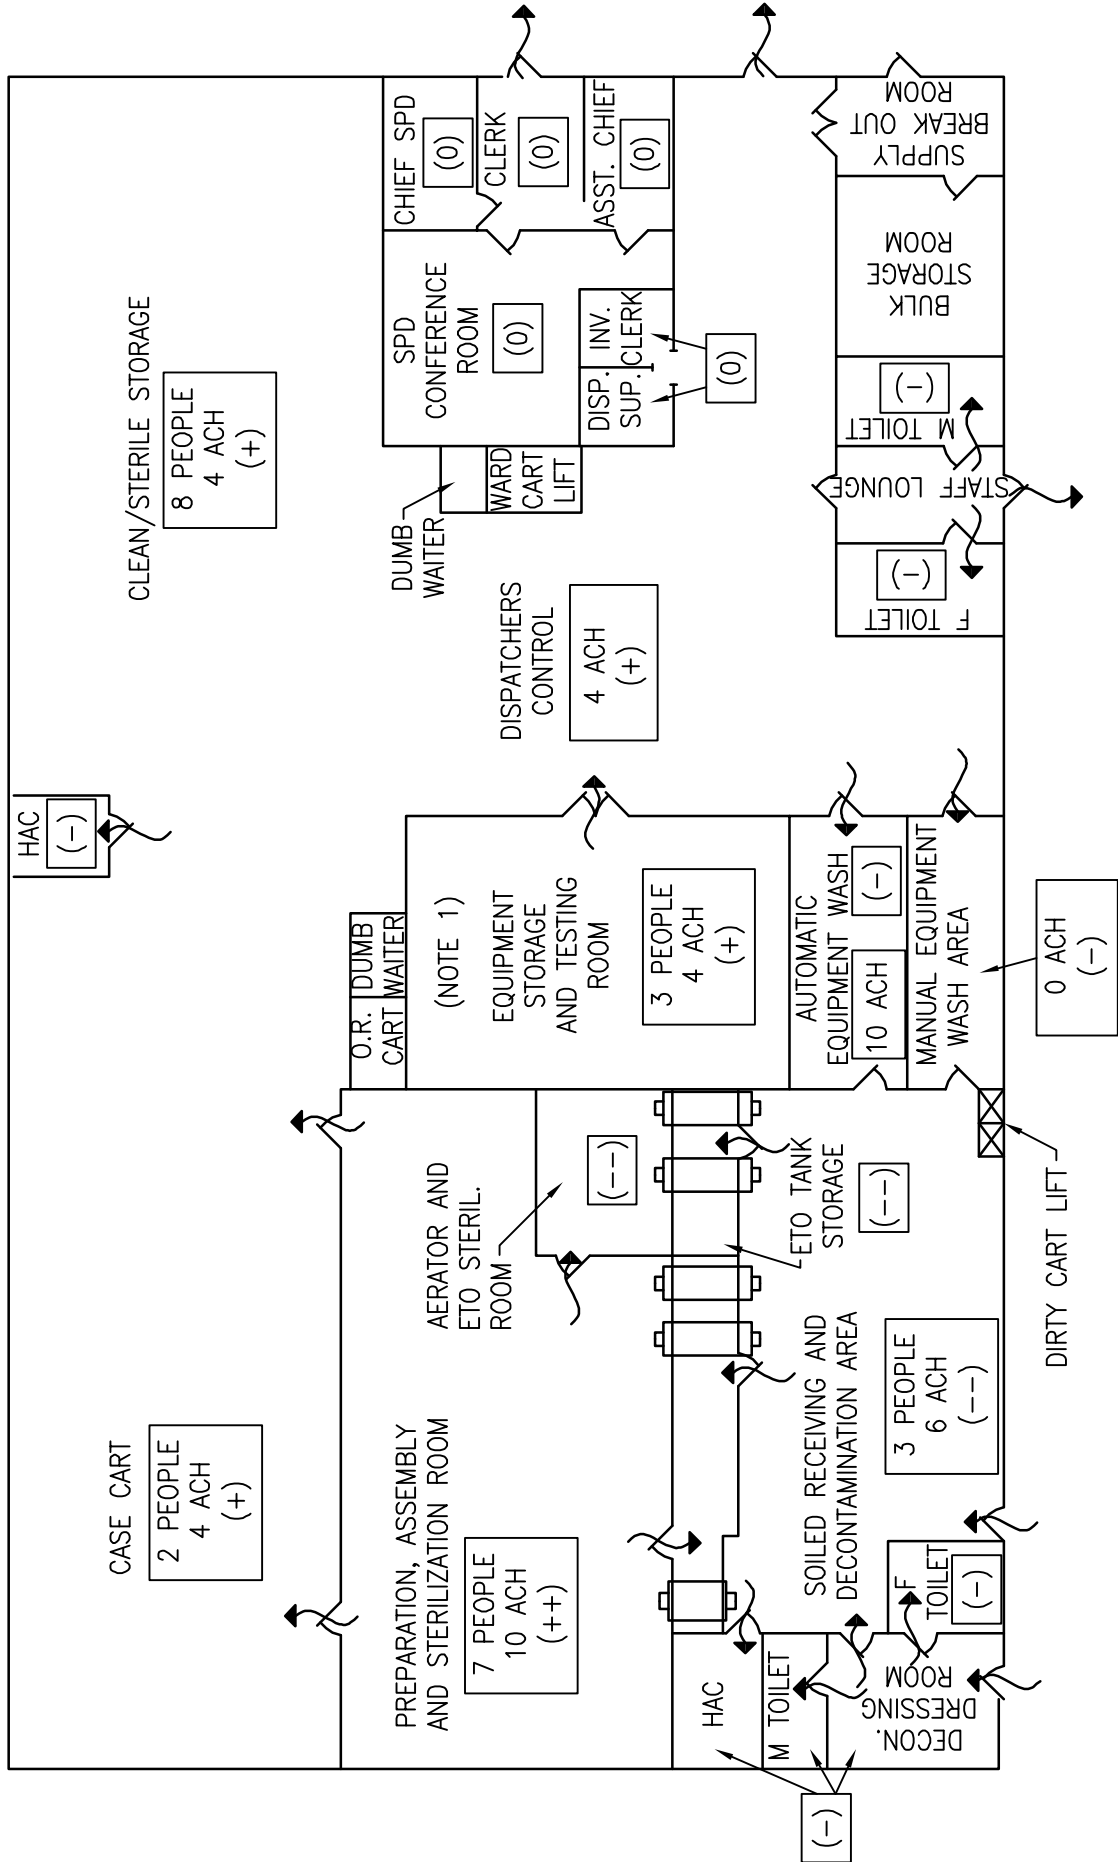 CASE CART
2 PEOPLE
4 ACH
(+)
HAC
(-)
CLEAN/STERILE STORAGE
8 PEOPLE
4 ACH
(+)
PREPARATION, ASSEMBLY
AND STERILIZATION ROOM
7 PEOPLE
10 ACH
(++)
AERATOR AND
ETO STERIL.
ROOM
(--)
O.R.
CART
DUMB
WAITER
(NOTE 1)
EQUIPMENT
STORAGE
AND TESTING
ROOM
3 PEOPLE
4 ACH
(+)
DISPATCHERS
CONTROL
4 ACH
(+)
DUMB
WAITER
WARD
CART
LIFT
SPD
CONFERENCE
ROOM
(0)
CHIEF SPD
(0)
CLERK
(0)
ASST. CHIEF
(0)
DISP.
SUP.
INV.
CLERK
(0)
HAC
M TOILET
DECON.
DRESSING
ROOM
(-)
F
TOILET
(-)
SOILED RECEIVING AND
DECONTAMINATION AREA
3 PEOPLE
6 ACH
(--)
ETO TANK
STORAGE
(--)
DIRTY CART LIFT
AUTOMATIC
EQUIPMENT WASH
10 ACH
(-)
MANUAL EQUIPMENT
WASH AREA
0 ACH
(-)
F TOILET
(-)
STAFF LOUNGE
M TOILET
(-)
BULK
STORAGE
ROOM
SUPPLY
BREAK OUT
ROOM